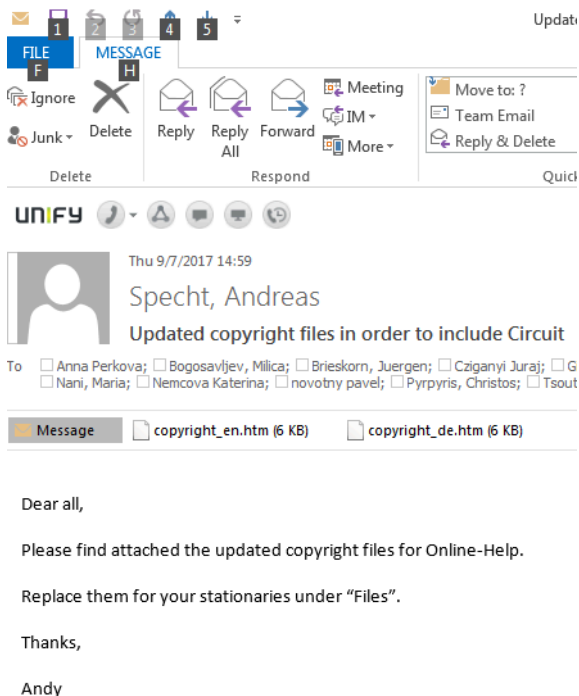 Update
1 2 3 4 5
FILE MESSAGE
F H
Ignore
Junk
Delete
Reply
Reply All
Forward
Meeting
IM
More
Move to: ?
Team Email
Reply & Delete
Delete Respond Quick
UNIFY
Thu 9/7/2017 14:59
Specht, Andreas
Updated copyright files in order to include Circuit
To Anna Perkova; Bogosavljev, Milica; Brieskorn, Juergen; Cziganyi Juraj; G
Nani, Maria; Nemcova Katerina; novotny pavel; Pyrpyris, Christos; Tsout
Message copyright_en.htm (6 KB) copyright_de.htm (6 KB)
Dear all,
Please find attached the updated copyright files for Online-Help.
Replace them for your stationaries under “Files”.
Thanks,
Andy